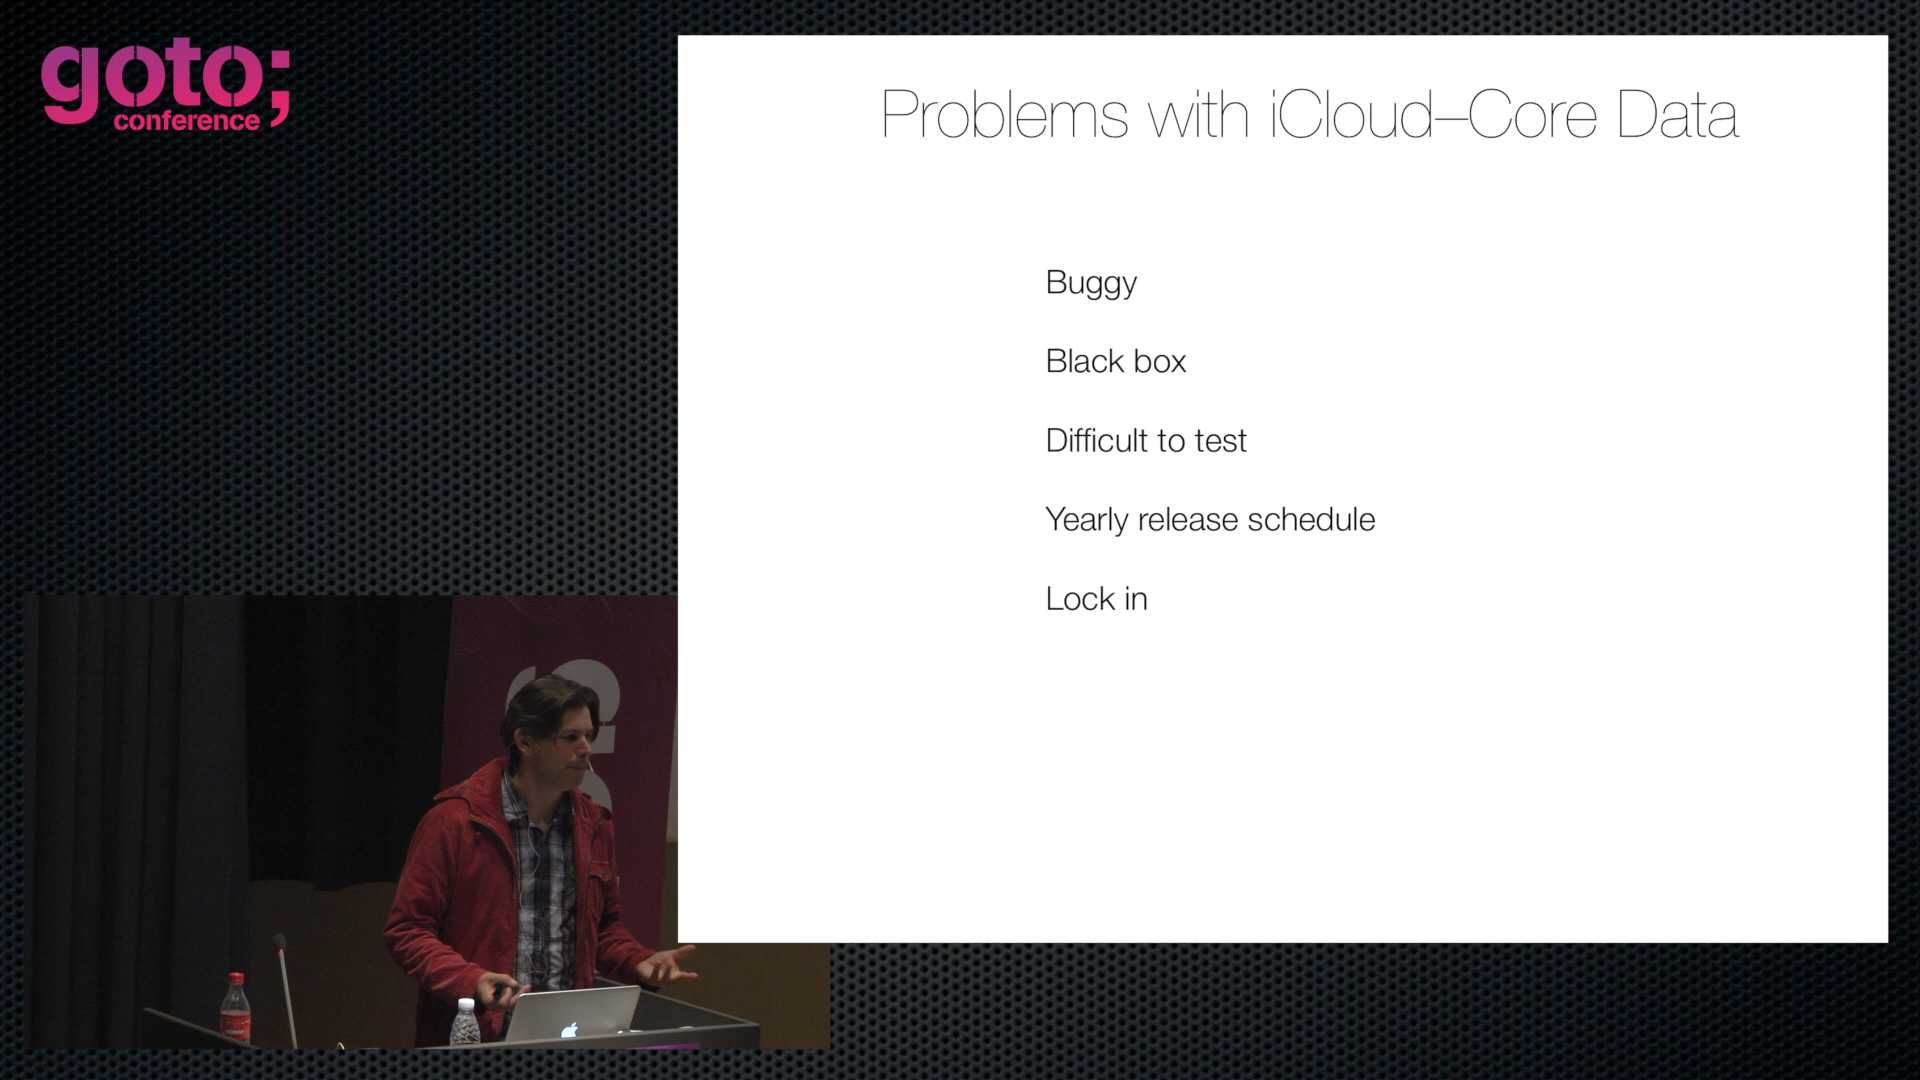 goto;
conference
Problems with iCloud–Core Data
Buggy
Black box
Difficult to test
Yearly release schedule
Lock in